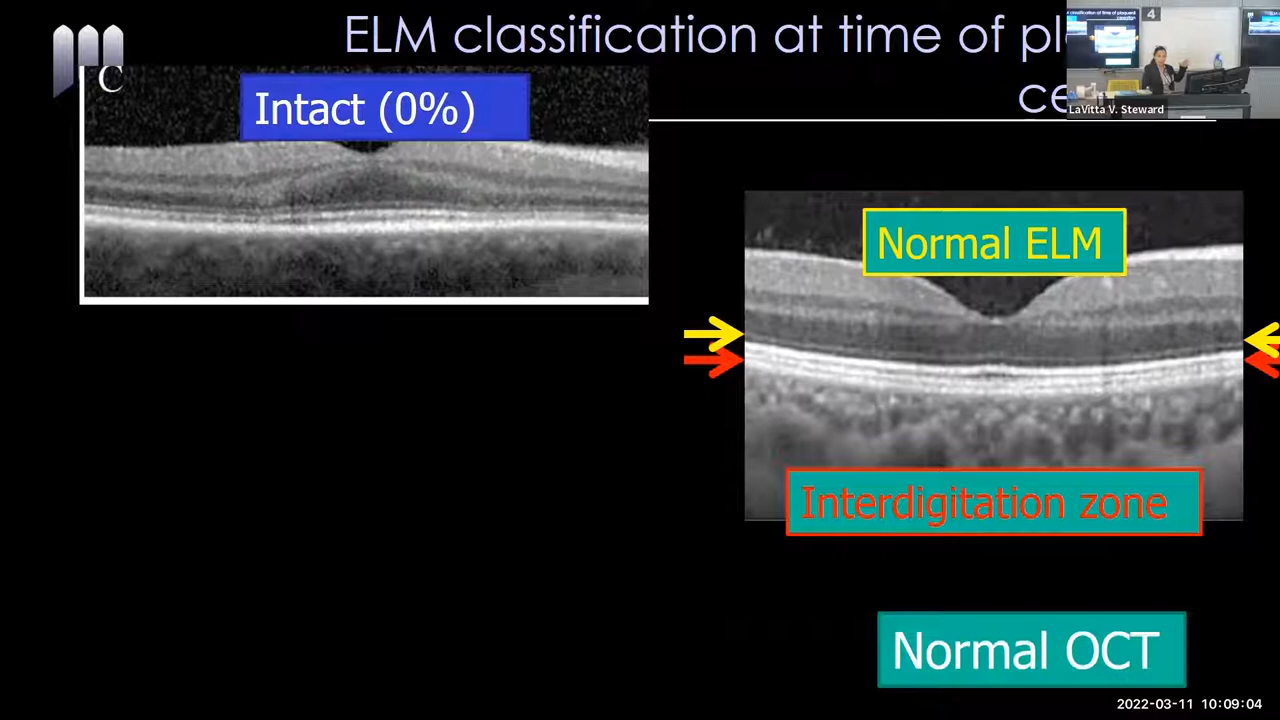 ELM classification at time of pl
ce
C
Intact (0%)
4
LaVitta V. Steward
Normal ELM
Interdigitation zone
Normal OCT
2022-03-11 10:09:04